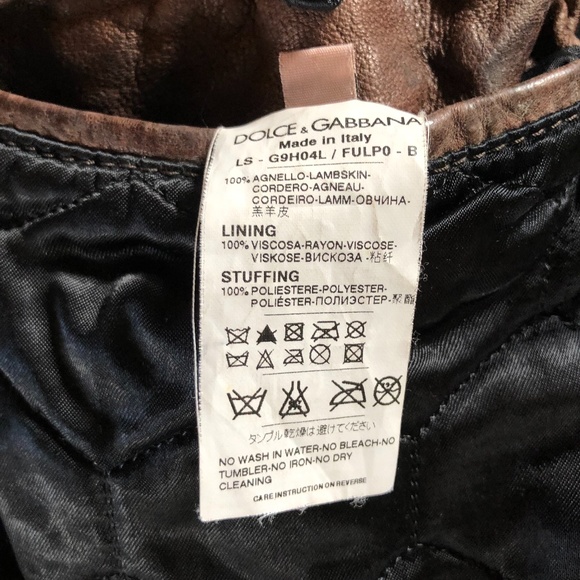 DOLCE & GABBANA
Made in Italy
LS - G9H04L / FULP0 - B
100% AGNELLO-LAMBSKIN-
CORDERO-AGNEAU-
CORDEIRO-LAMM-ОВЧИНА-
羔羊皮
LINING
100% VISCOSA-RAYON-VISCOSE-
VISKOSE-ВИСКОЗА-粘纤
STUFFING
100% POLIESTERE-POLYESTER-
POLIÉSTER-ПОЛИЭСТЕР-聚酯
タンブル乾燥は避けてください
NO WASH IN WATER-NO BLEACH-NO
TUMBLER-NO IRON-NO DRY
CLEANING
CARE INSTRUCTION ON REVERSE